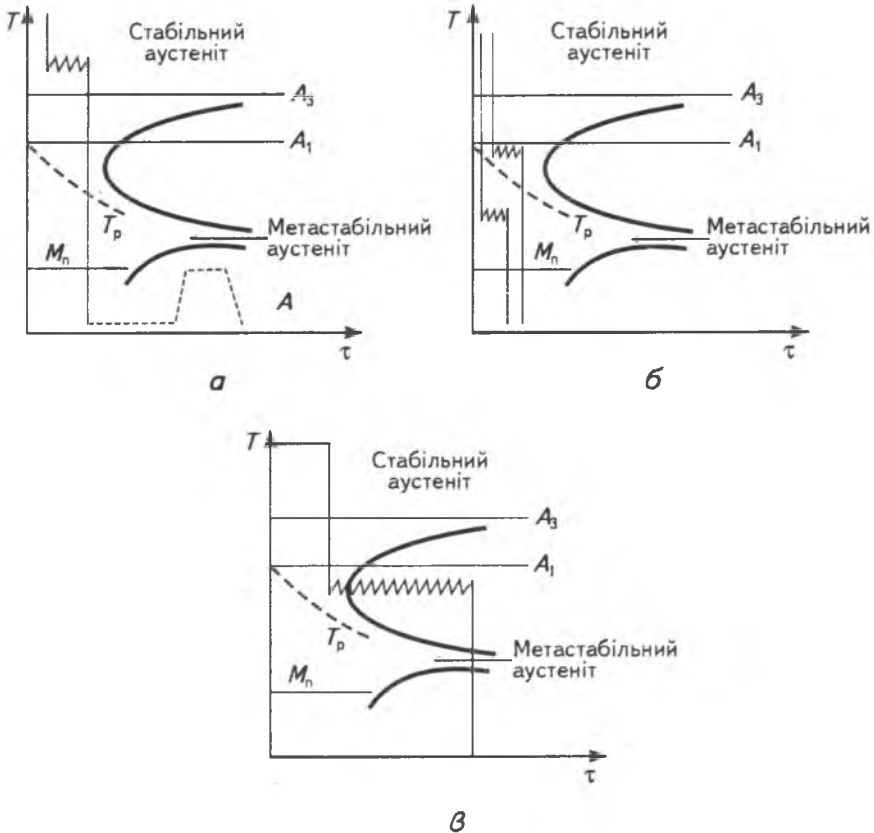 T
Стабільний
аустеніт
A₃
A₁
Tр
Метастабільний
аустеніт
Mп
A
τ
а
T
Стабільний
аустеніт
A₃
A₁
Tр
Метастабільний
аустеніт
Mп
τ
б
T
Стабільний
аустеніт
A₃
A₁
Tр
Метастабільний
аустеніт
Mп
τ
в